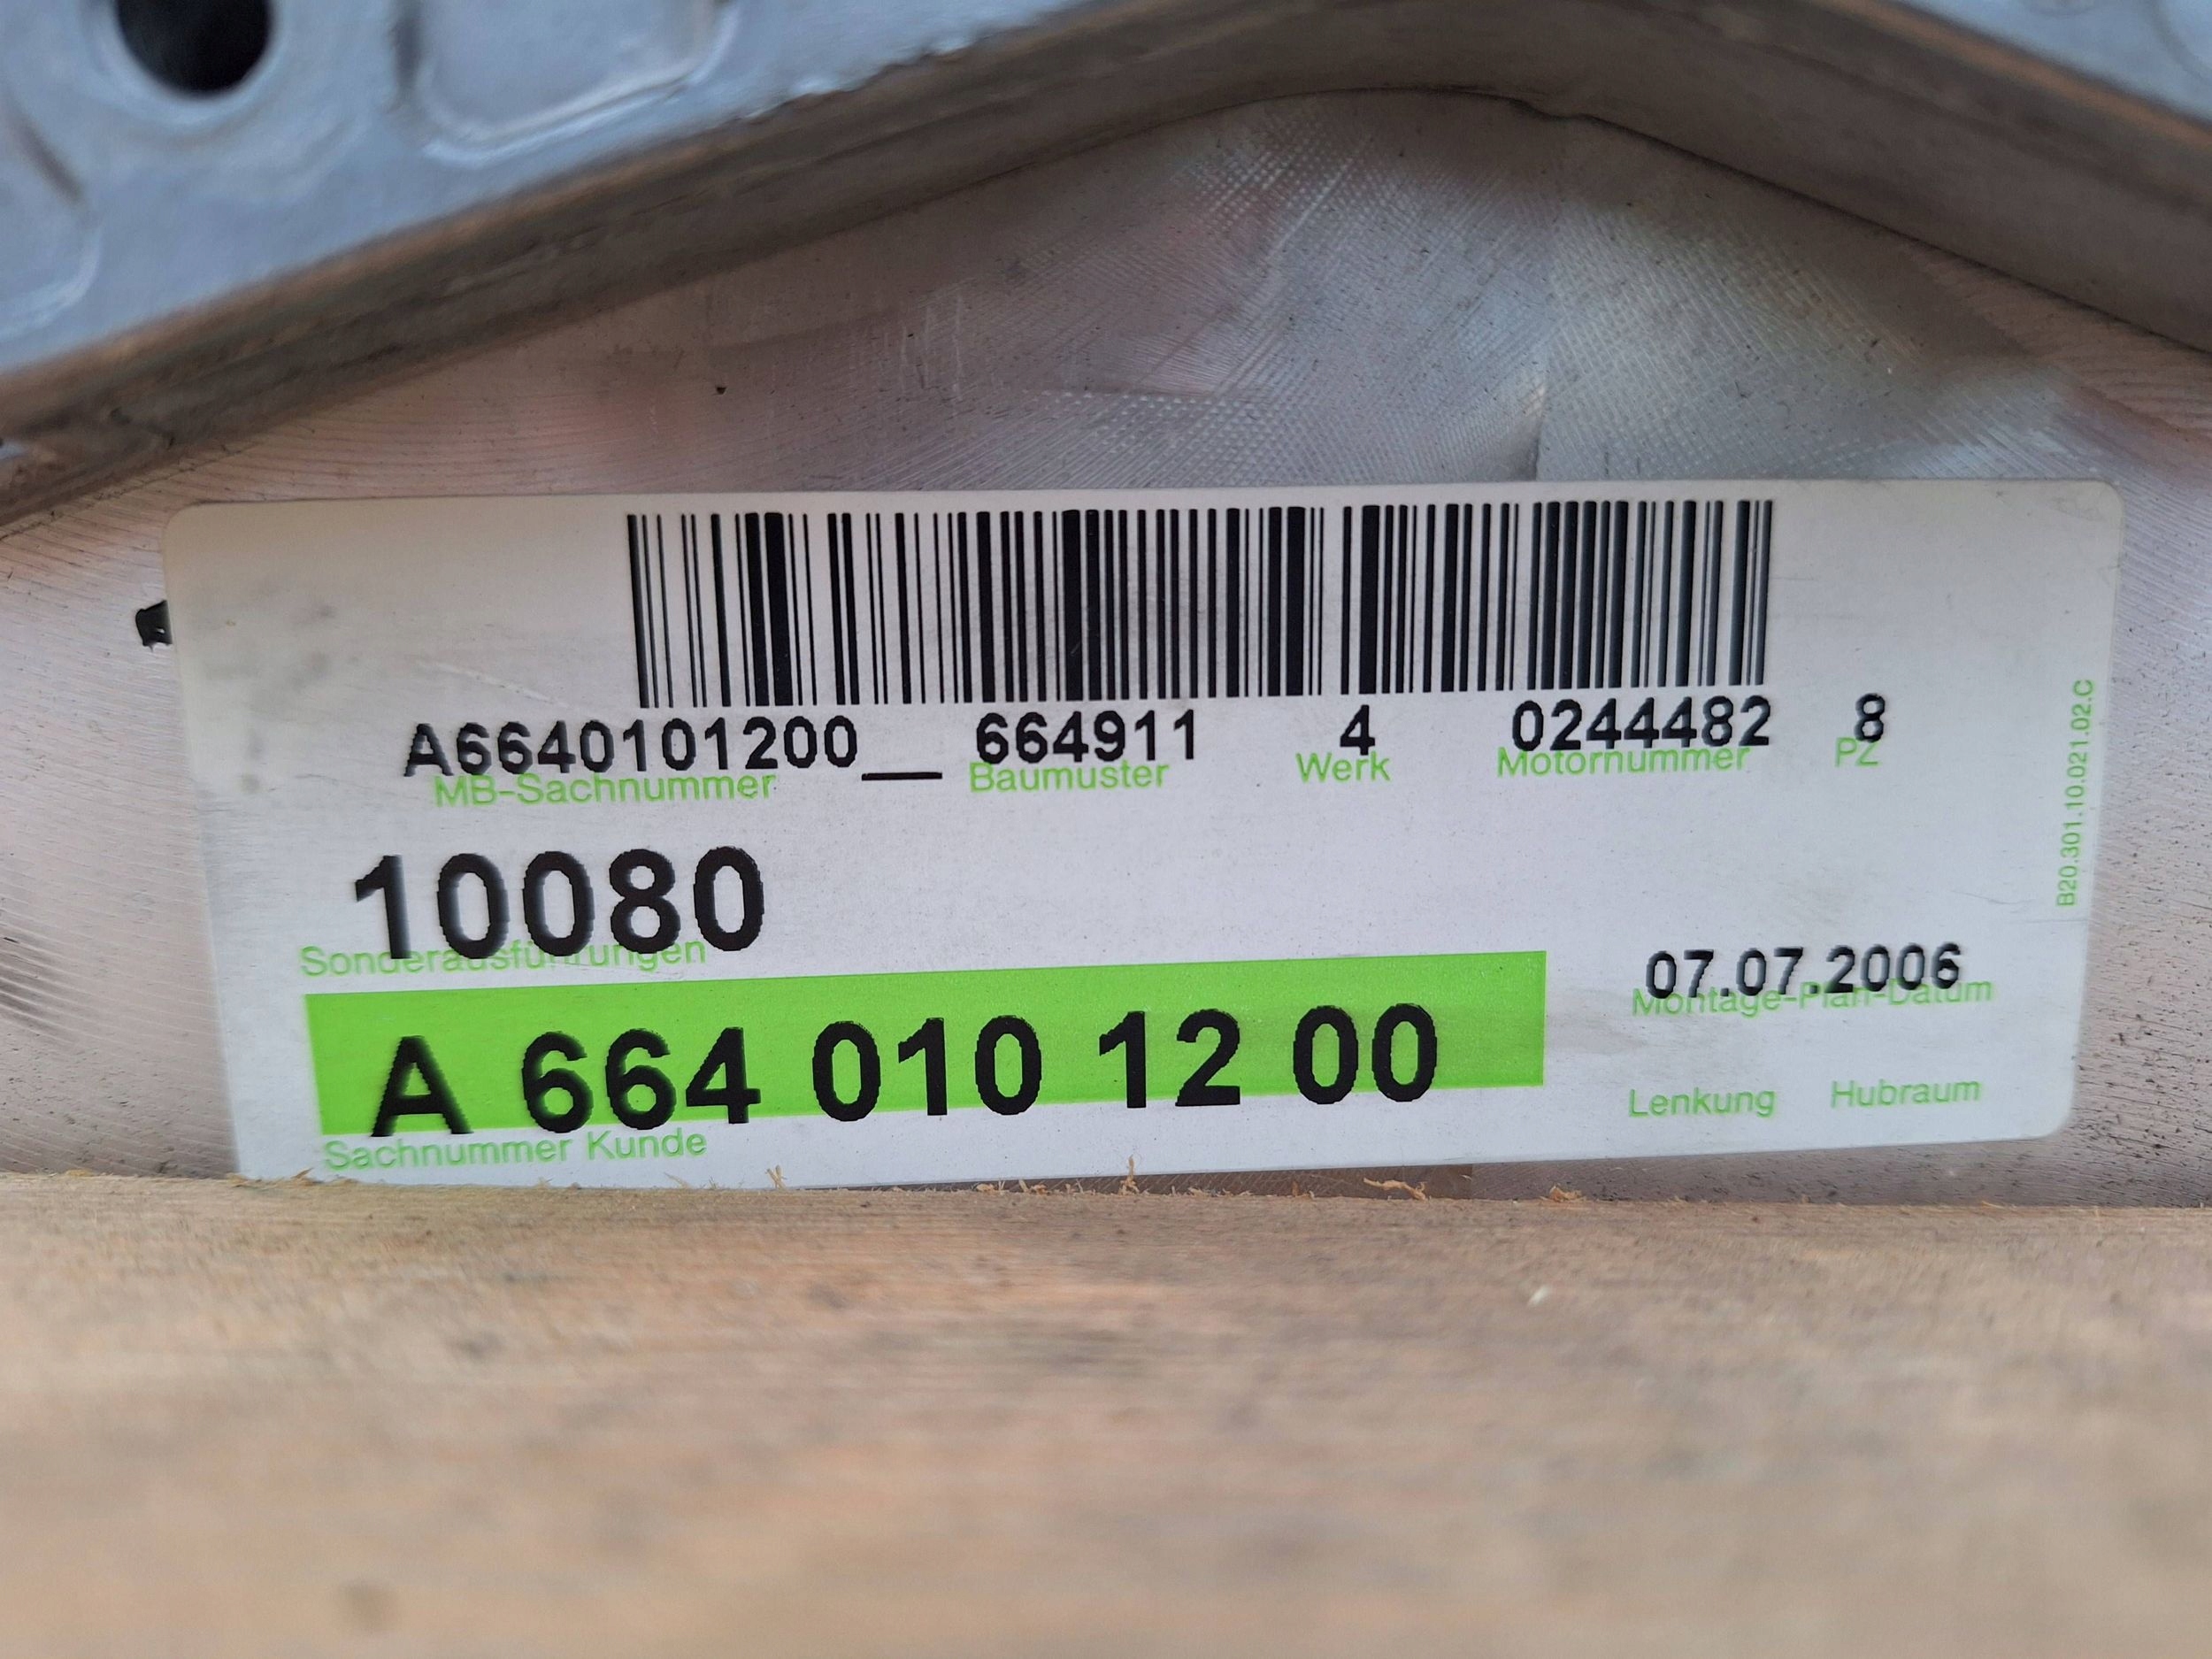 A6640101200__ 664911 4 0244482 8
MB-Sachnummer Baumuster Werk Motornummer PZ
10080
Sonderausführungen
07.07.2006
Montage-Plan-Datum
A 664 010 12 00
Sachnummer Kunde
Lenkung Hubraum
B20.301.10.021.02.C